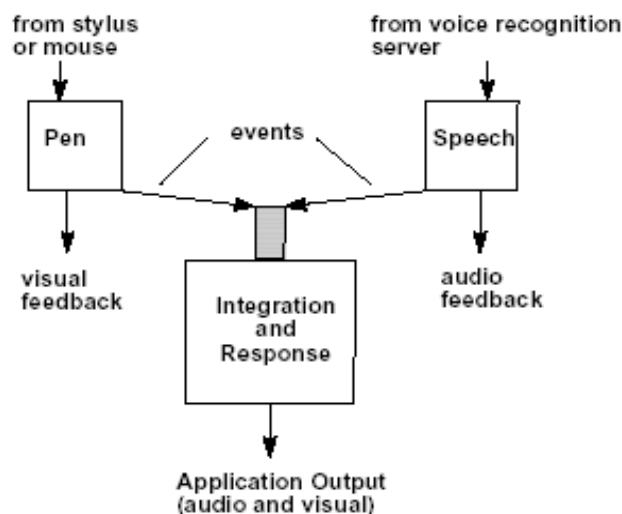 from stylus
or mouse
from voice recognition
server
Pen
events
Speech
visual
feedback
audio
feedback
Integration
and
Response
Application Output
(audio and visual)